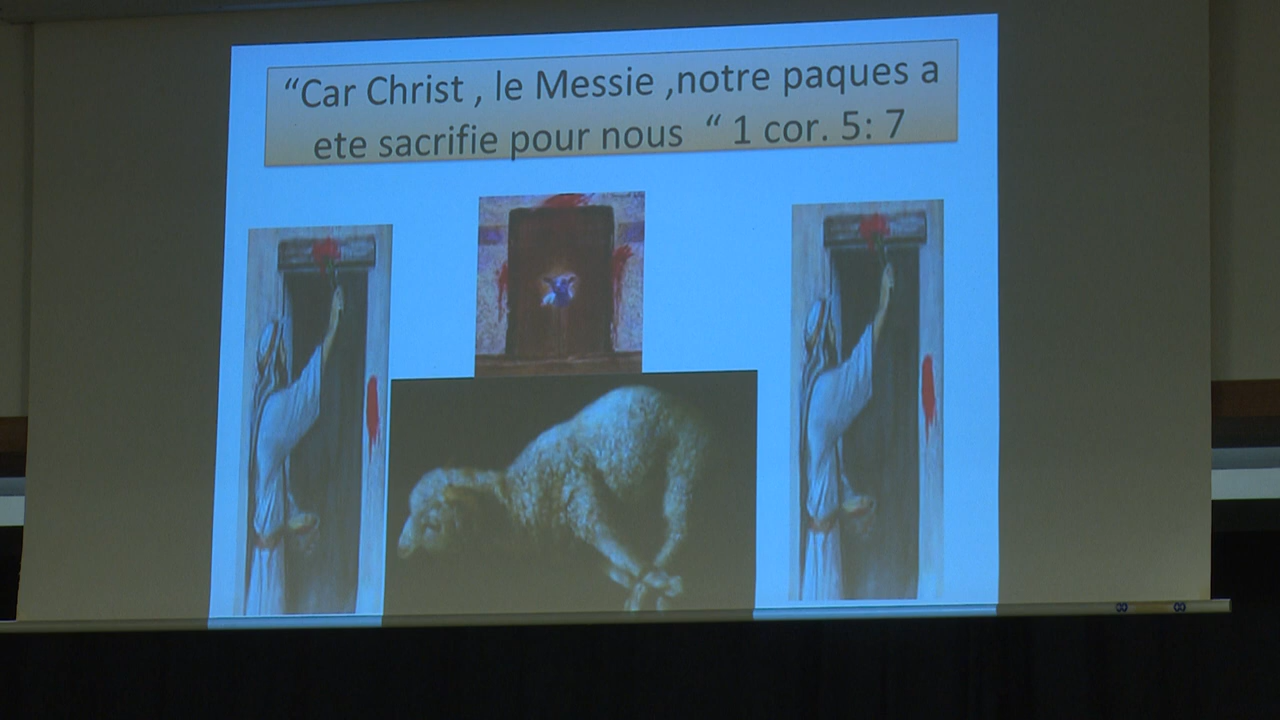 “Car Christ , le Messie ,notre paques a
ete sacrifie pour nous “ 1 cor. 5: 7